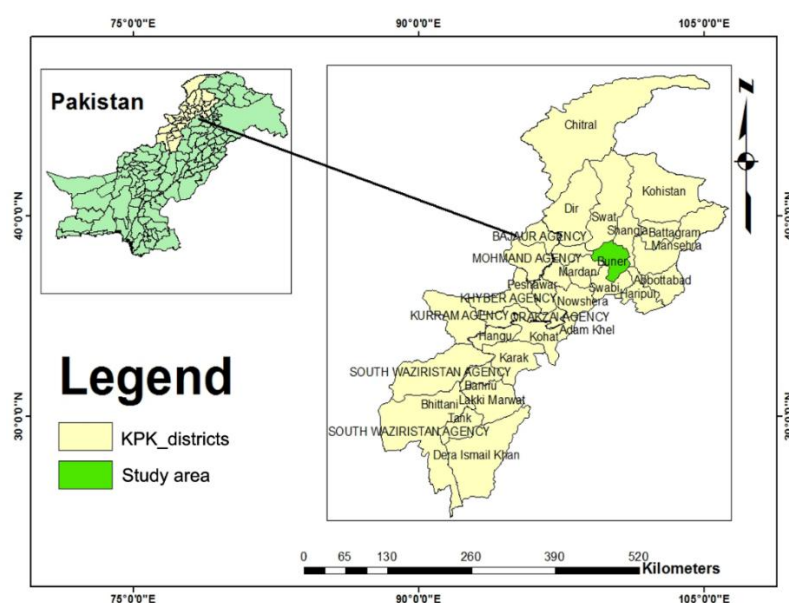 75°0'0"E 90°0'0"E 105°0'0"E
Pakistan
Z
Chitral
Kohistan
Dir
Swat
40°0'0"N
Shangla
Battagram
BAJAUR AGENCY
Mansehra
MOHMAND AGENCY
Buner
Mardan
Abbottabad
Peshawar
Swabi
Haripur
KHYBER AGENCY
Nowshera
KURRAM AGENCY
ORAKZAI AGENCY
Adam Khel
Hangu
Kohat
Karak
Legend
SOUTH WAZIRISTAN AGENCY
Bannu
Bhittani
Lakki Marwat
30°0'0"N
Tank
KPK_districts
SOUTH WAZIRISTAN AGENCY
Dera Ismail Khan
Study area
0 65 130 260 390 520
Kilometers
75°0'0"E 90°0'0"E 105°0'0"E